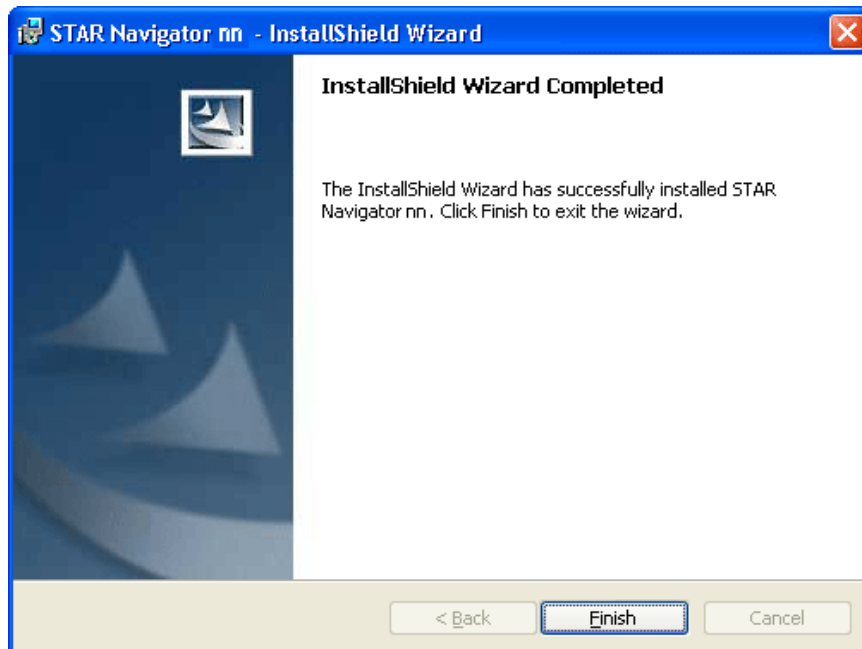 STAR Navigator nn - InstallShield Wizard
InstallShield Wizard Completed
The InstallShield Wizard has successfully installed STAR
Navigator nn. Click Finish to exit the wizard.
< Back Finish Cancel